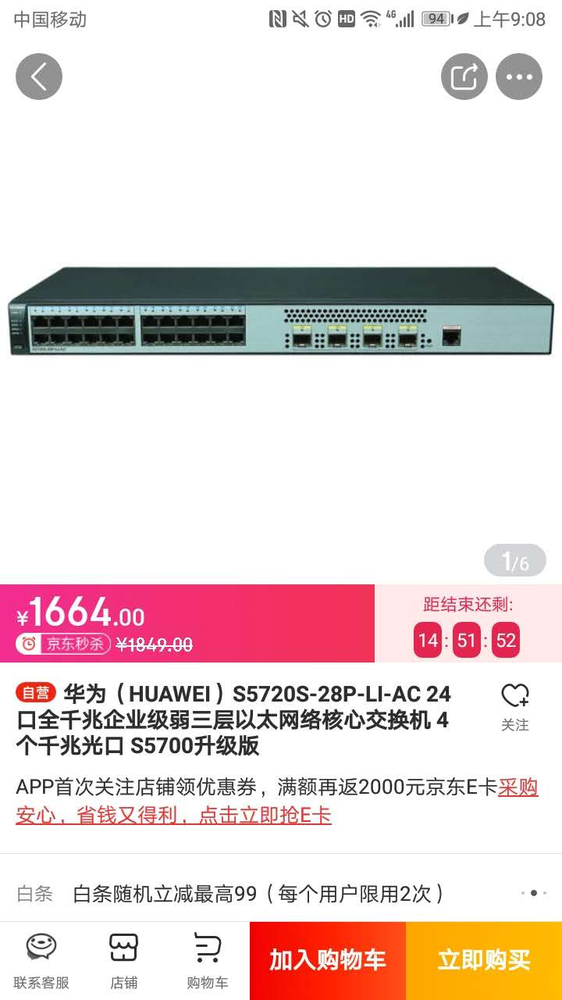 中国移动
HD 4G 94 上午9:08
1/6
¥1664.00
京东秒杀 ¥1849.00
距结束还剩:
14 : 51 : 52
自营 华为（HUAWEI）S5720S-28P-LI-AC 24
口全千兆企业级弱三层以太网络核心交换机 4
个千兆光口 S5700升级版
关注
APP首次关注店铺领优惠券，满额再返2000元京东E卡采购
安心，省钱又得利，点击立即抢E卡
白条 白条随机立减最高99（每个用户限用2次）
联系客服
店铺
购物车
加入购物车
立即购买